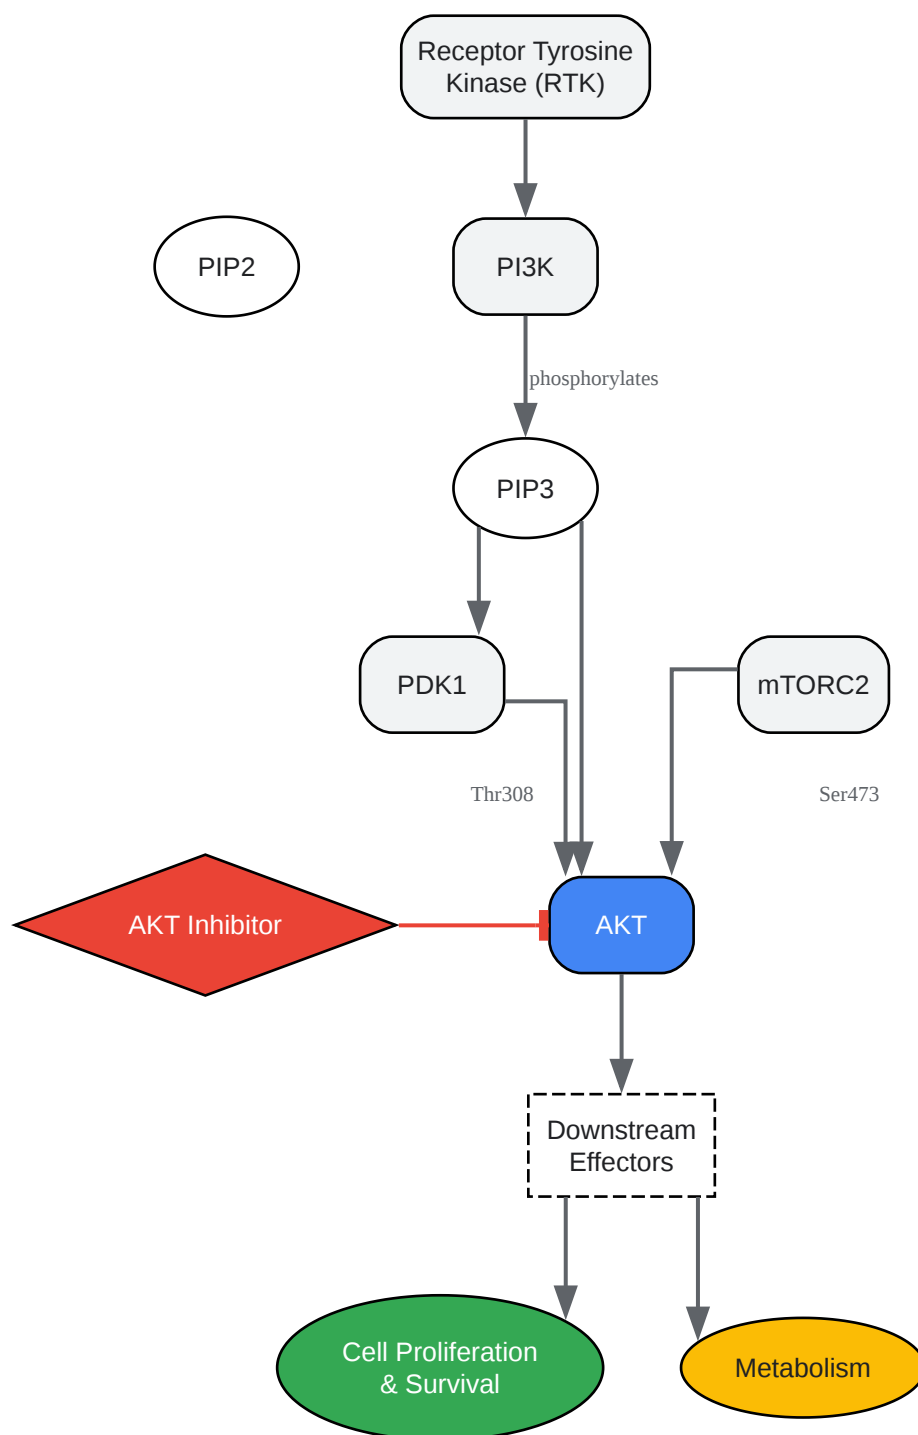 Receptor Tyrosine
Kinase (RTK)
PIP2
PI3K
phosphorylates
PIP3
PDK1
mTORC2
Thr308
Ser473
AKT Inhibitor
AKT
Downstream
Effectors
Cell Proliferation
& Survival
Metabolism